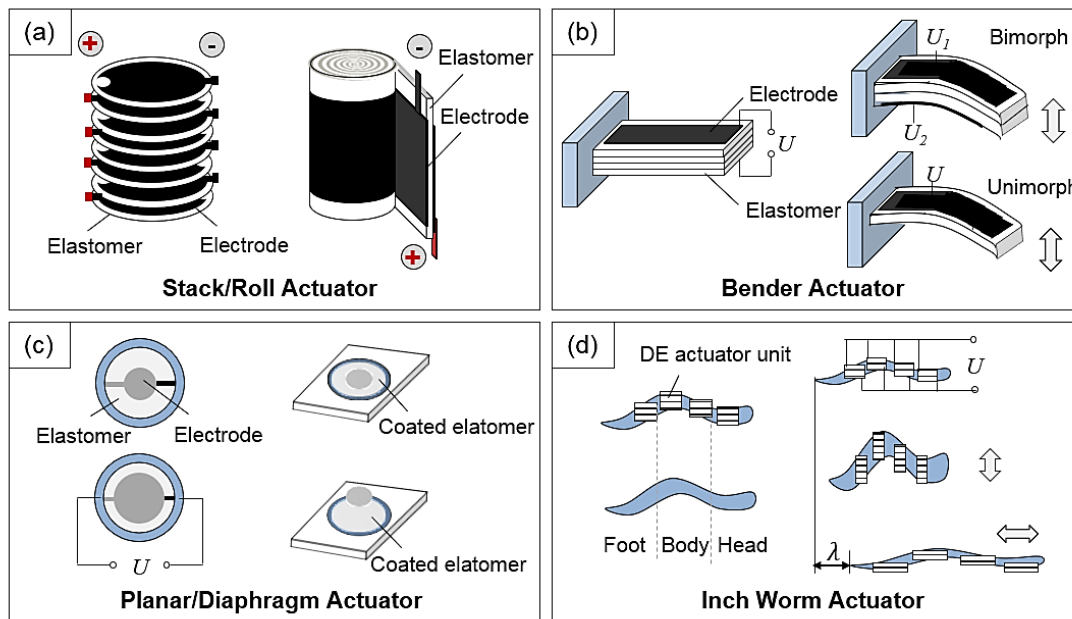 (a)
+
-
-
Elastomer
Electrode
Elastomer
Electrode
+
Stack/Roll Actuator
(b)
U1
Bimorph
Electrode
U
U2
Elastomer
U
Unimorph
Bender Actuator
(c)
Elastomer
Electrode
Coated elatomer
U
Coated elatomer
Planar/Diaphragm Actuator
(d)
DE actuator unit
U
Foot
Body
Head
λ
Inch Worm Actuator